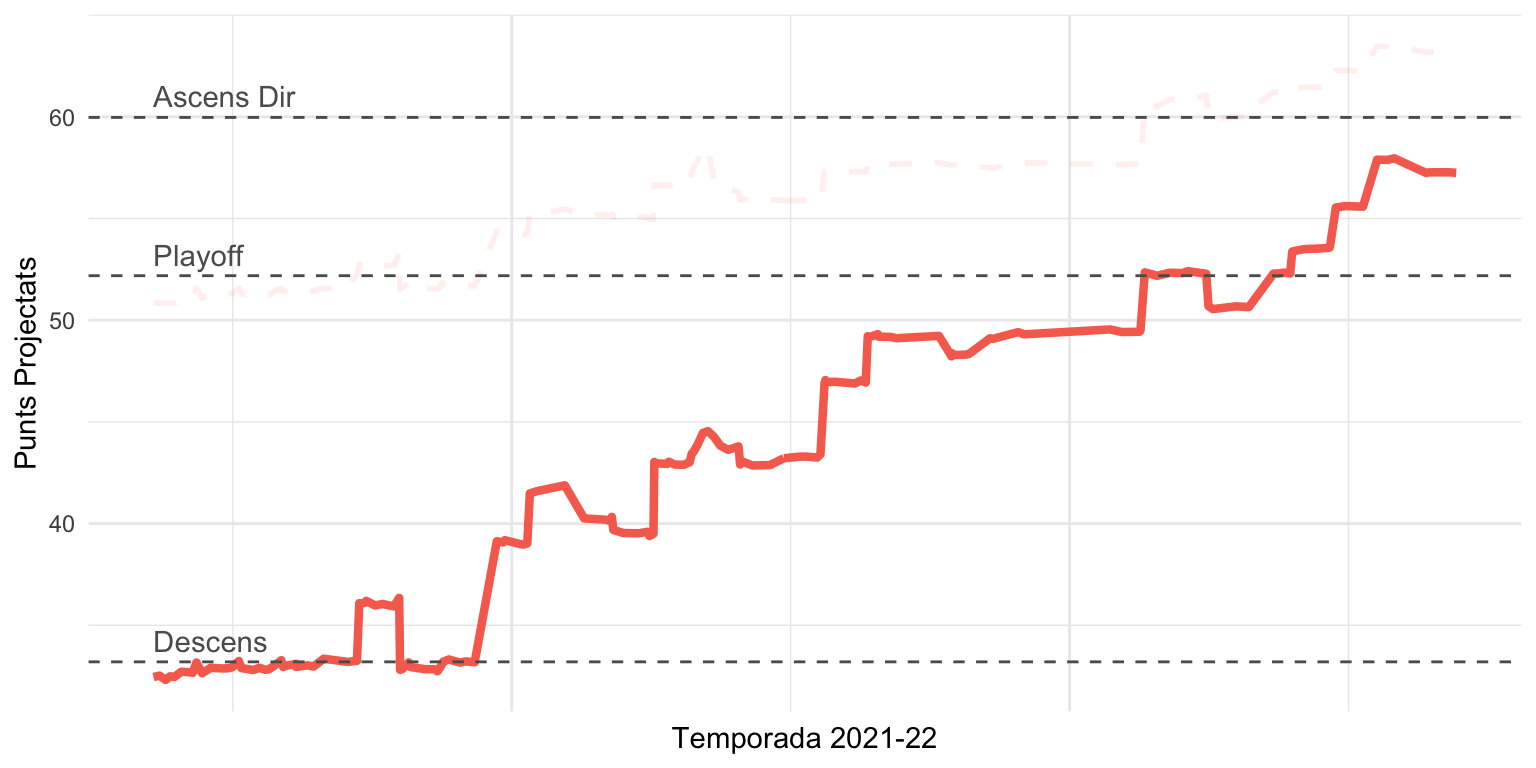 Ascens Dir
60
Playoff
50
40
Descens
Punts Projectats
Temporada 2021-22